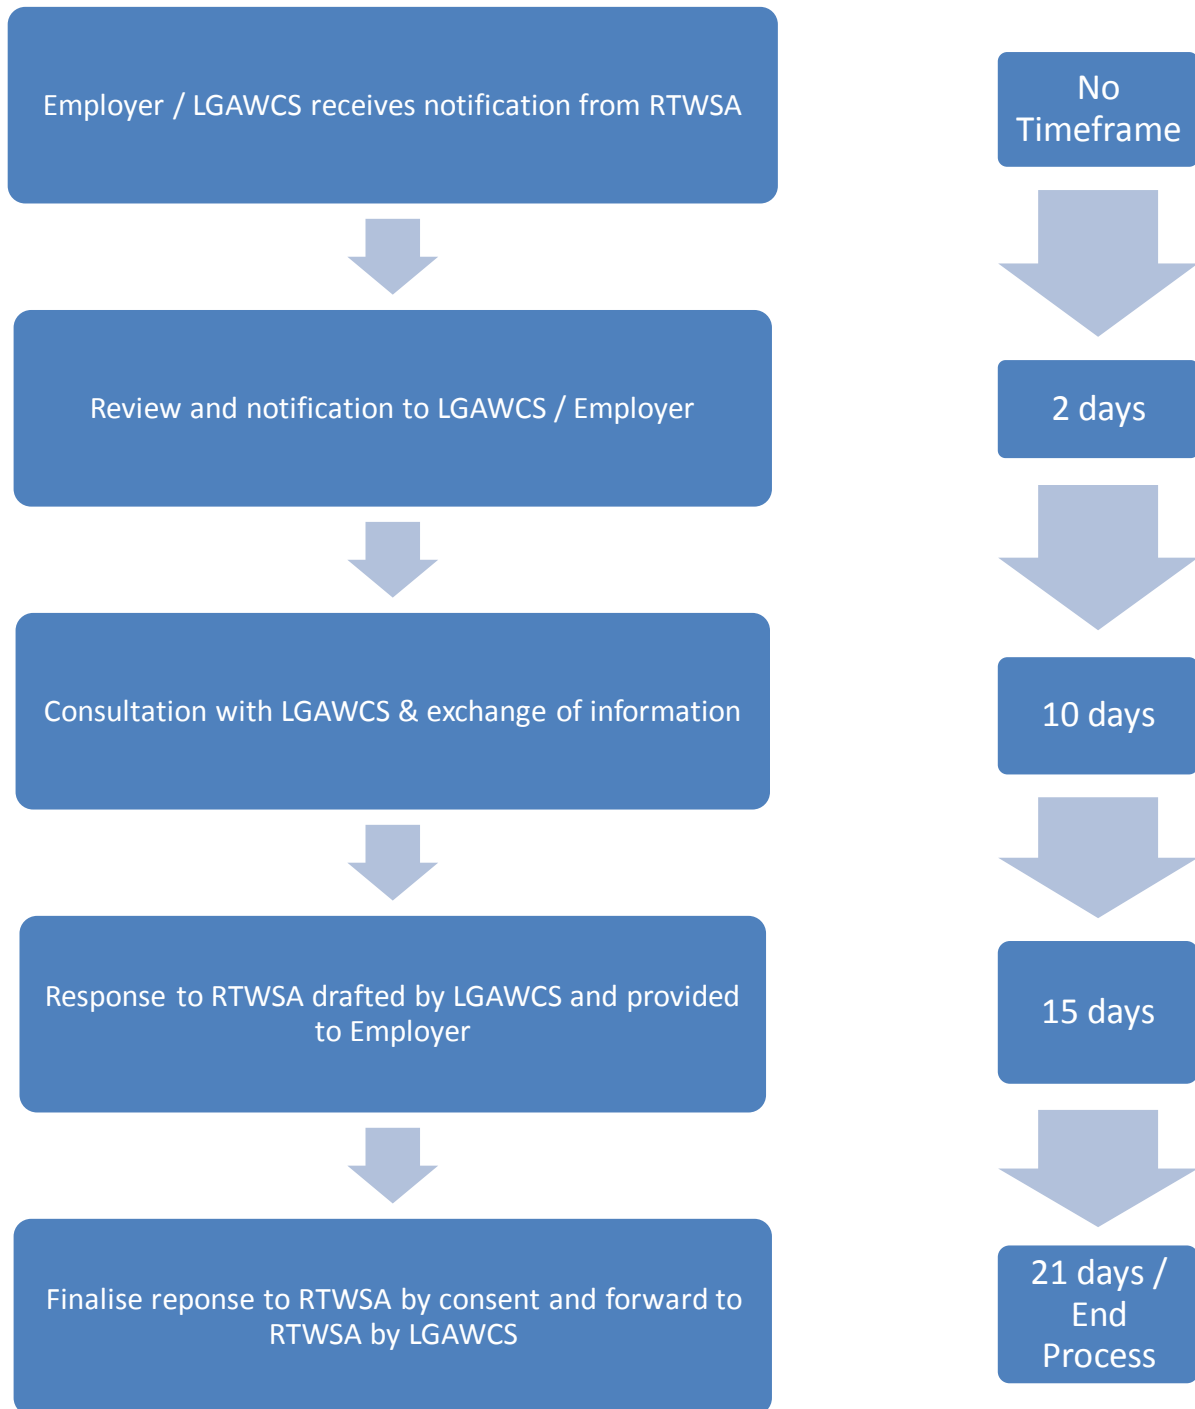 Employer / LGAWCS receives notification from RTWSA
No
Timeframe
Review and notification to LGAWCS / Employer
2 days
Consultation with LGAWCS & exchange of information
10 days
Response to RTWSA drafted by LGAWCS and provided
to Employer
15 days
Finalise reponse to RTWSA by consent and forward to
RTWSA by LGAWCS
21 days /
End
Process